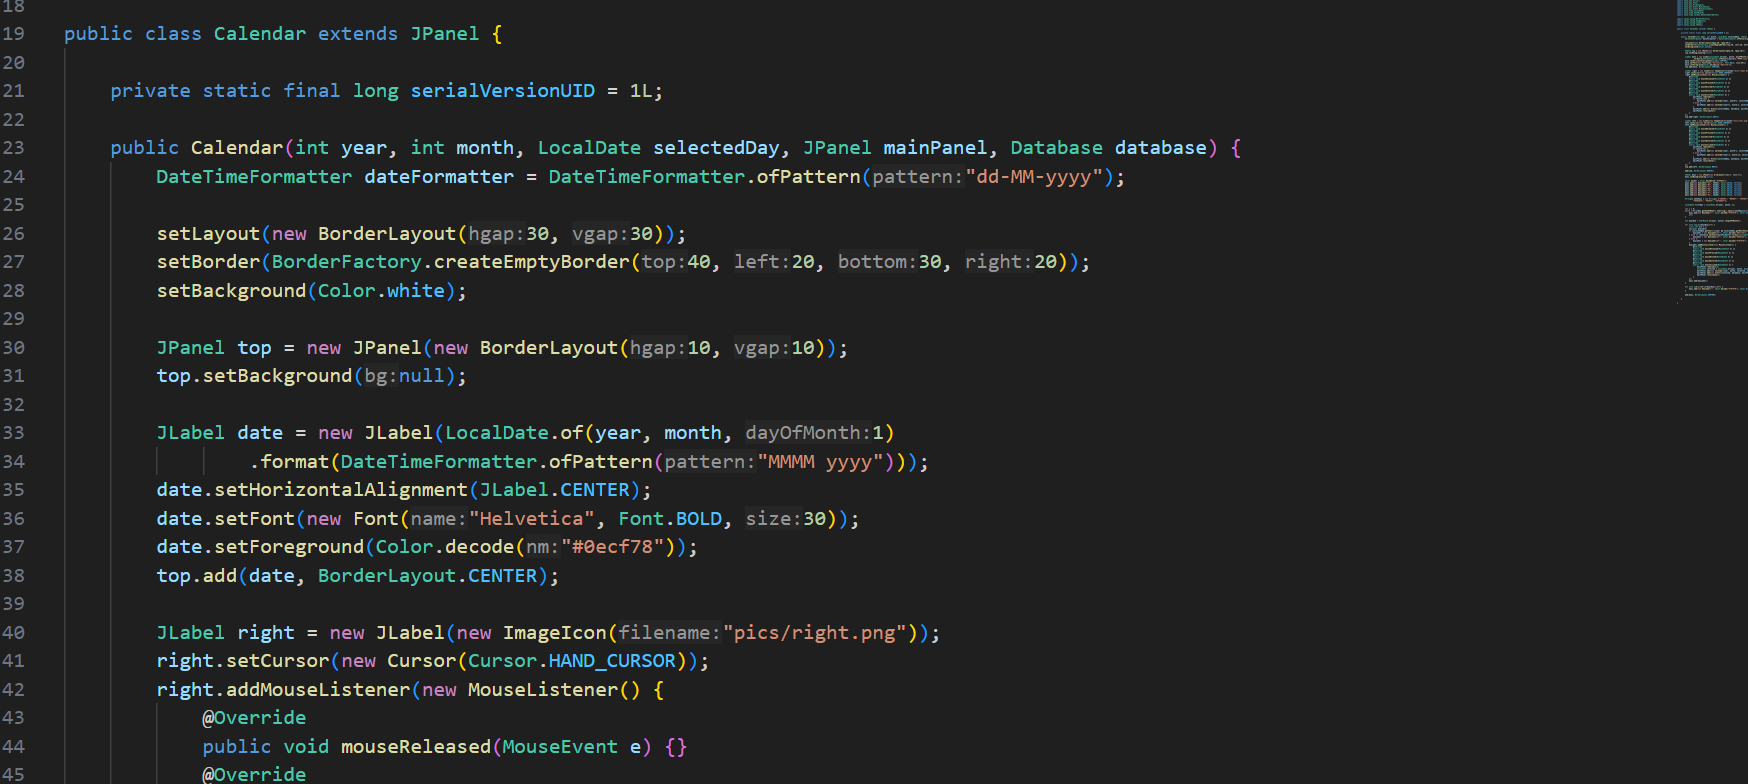 18
19 public class Calendar extends JPanel {
20
21 private static final long serialVersionUID = 1L;
22
23 public Calendar(int year, int month, LocalDate selectedDay, JPanel mainPanel, Database database) {
24 DateTimeFormatter dateFormatter = DateTimeFormatter.ofPattern(pattern:"dd-MM-yyyy");
25
26 setLayout(new BorderLayout(hgap:30, vgap:30));
27 setBorder(BorderFactory.createEmptyBorder(top:40, left:20, bottom:30, right:20));
28 setBackground(Color.white);
29
30 JPanel top = new JPanel(new BorderLayout(hgap:10, vgap:10));
31 top.setBackground(bg:null);
32
33 JLabel date = new JLabel(LocalDate.of(year, month, dayOfMonth:1)
34 .format(DateTimeFormatter.ofPattern(pattern:"MMMM yyyy")));
35 date.setHorizontalAlignment(JLabel.CENTER);
36 date.setFont(new Font(name:"Helvetica", Font.BOLD, size:30));
37 date.setForeground(Color.decode(nm:"#0ecf78"));
38 top.add(date, BorderLayout.CENTER);
39
40 JLabel right = new JLabel(new ImageIcon(filename:"pics/right.png"));
41 right.setCursor(new Cursor(Cursor.HAND_CURSOR));
42 right.addMouseListener(new MouseListener() {
43 @Override
44 public void mouseReleased(MouseEvent e) {}
45 @Override